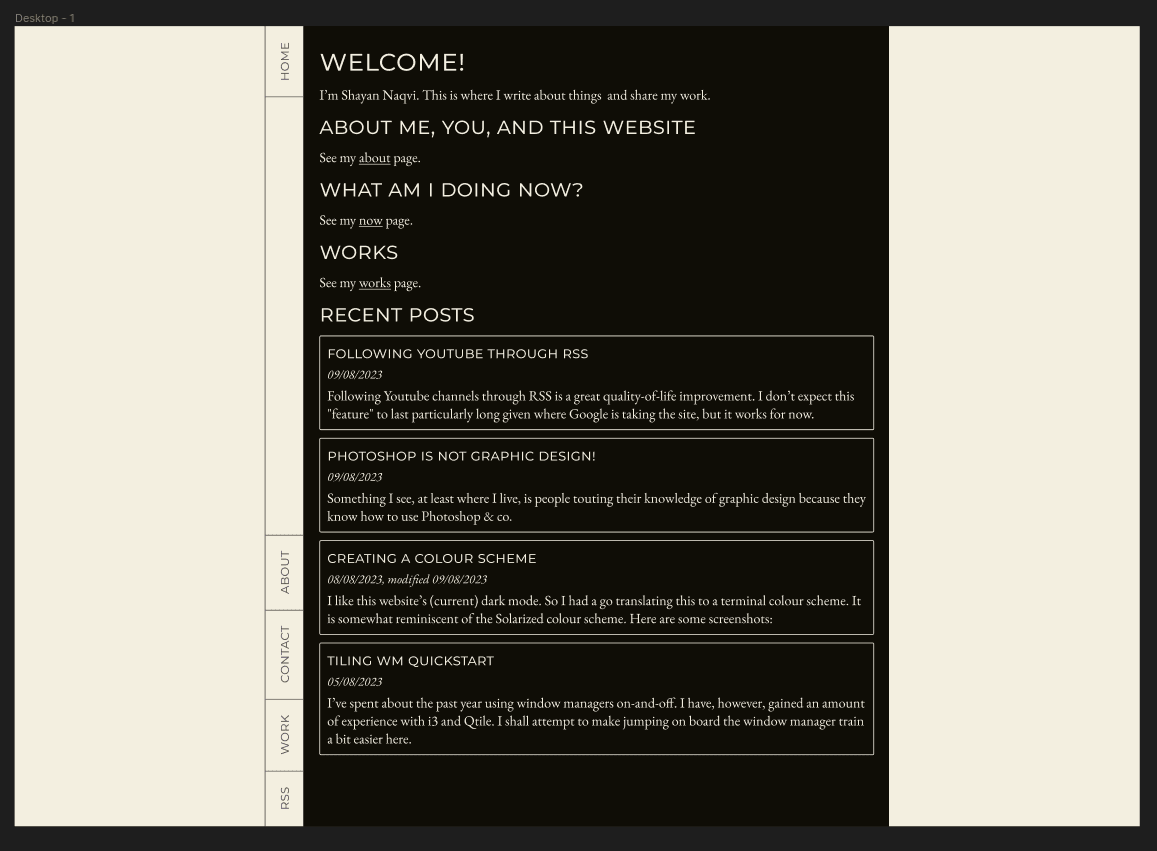 Desktop - 1
HOME
ABOUT
CONTACT
WORK
RSS
WELCOME!
I’m Shayan Naqvi. This is where I write about things  and share my work.
ABOUT ME, YOU, AND THIS WEBSITE
See my about page.
WHAT AM I DOING NOW?
See my now page.
WORKS
See my works page.
RECENT POSTS
FOLLOWING YOUTUBE THROUGH RSS
09/08/2023
Following Youtube channels through RSS is a great quality-of-life improvement. I don’t expect this
"feature" to last particularly long given where Google is taking the site, but it works for now.
PHOTOSHOP IS NOT GRAPHIC DESIGN!
09/08/2023
Something I see, at least where I live, is people touting their knowledge of graphic design because they
know how to use Photoshop & co.
CREATING A COLOUR SCHEME
08/08/2023, modified 09/08/2023
I like this website’s (current) dark mode. So I had a go translating this to a terminal colour scheme. It
is somewhat reminiscent of the Solarized colour scheme. Here are some screenshots:
TILING WM QUICKSTART
05/08/2023
I’ve spent about the past year using window managers on-and-off. I have, however, gained an amount
of experience with i3 and Qtile. I shall attempt to make jumping on board the window manager train
a bit easier here.